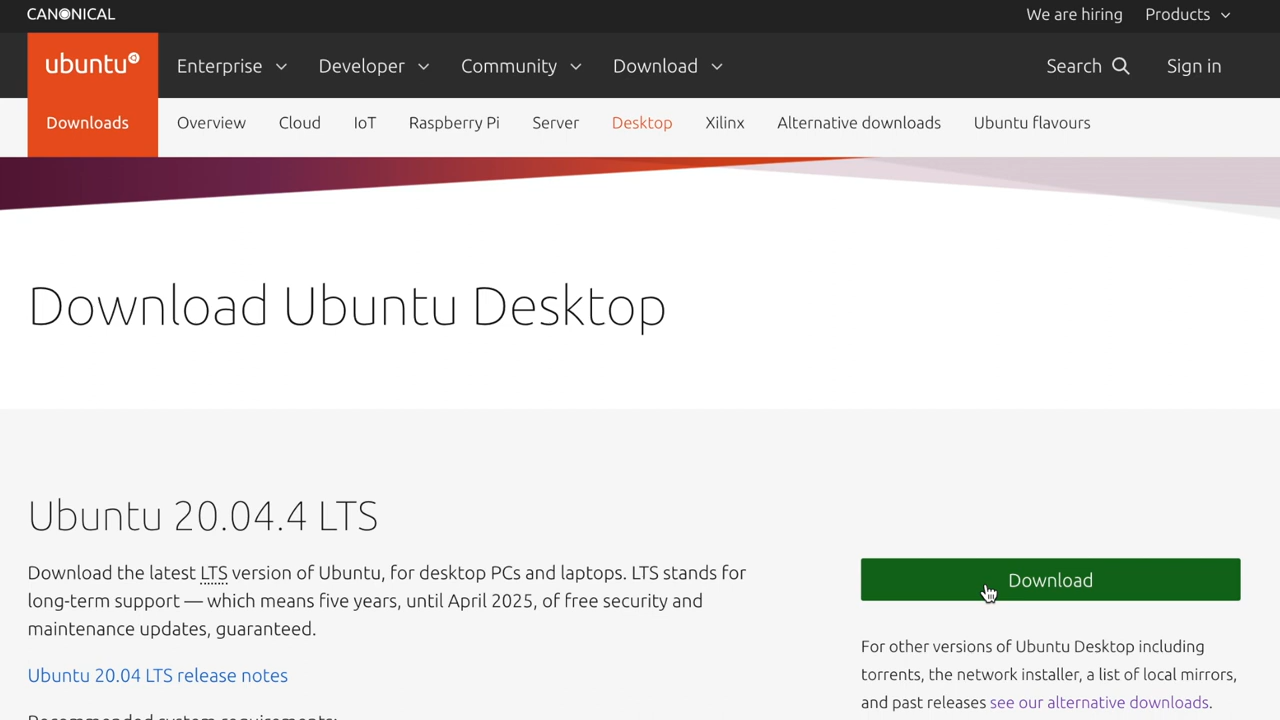 CANONICAL
We are hiring Products
ubuntu Enterprise Developer Community Download Search Sign in
Downloads Overview Cloud IoT Raspberry Pi Server Desktop Xilinx Alternative downloads Ubuntu flavours
Download Ubuntu Desktop
Ubuntu 20.04.4 LTS
Download the latest LTS version of Ubuntu, for desktop PCs and laptops. LTS stands for
long-term support — which means five years, until April 2025, of free security and
maintenance updates, guaranteed.
Ubuntu 20.04 LTS release notes
Recommended system requirements:
Download
For other versions of Ubuntu Desktop including
torrents, the network installer, a list of local mirrors,
and past releases see our alternative downloads.